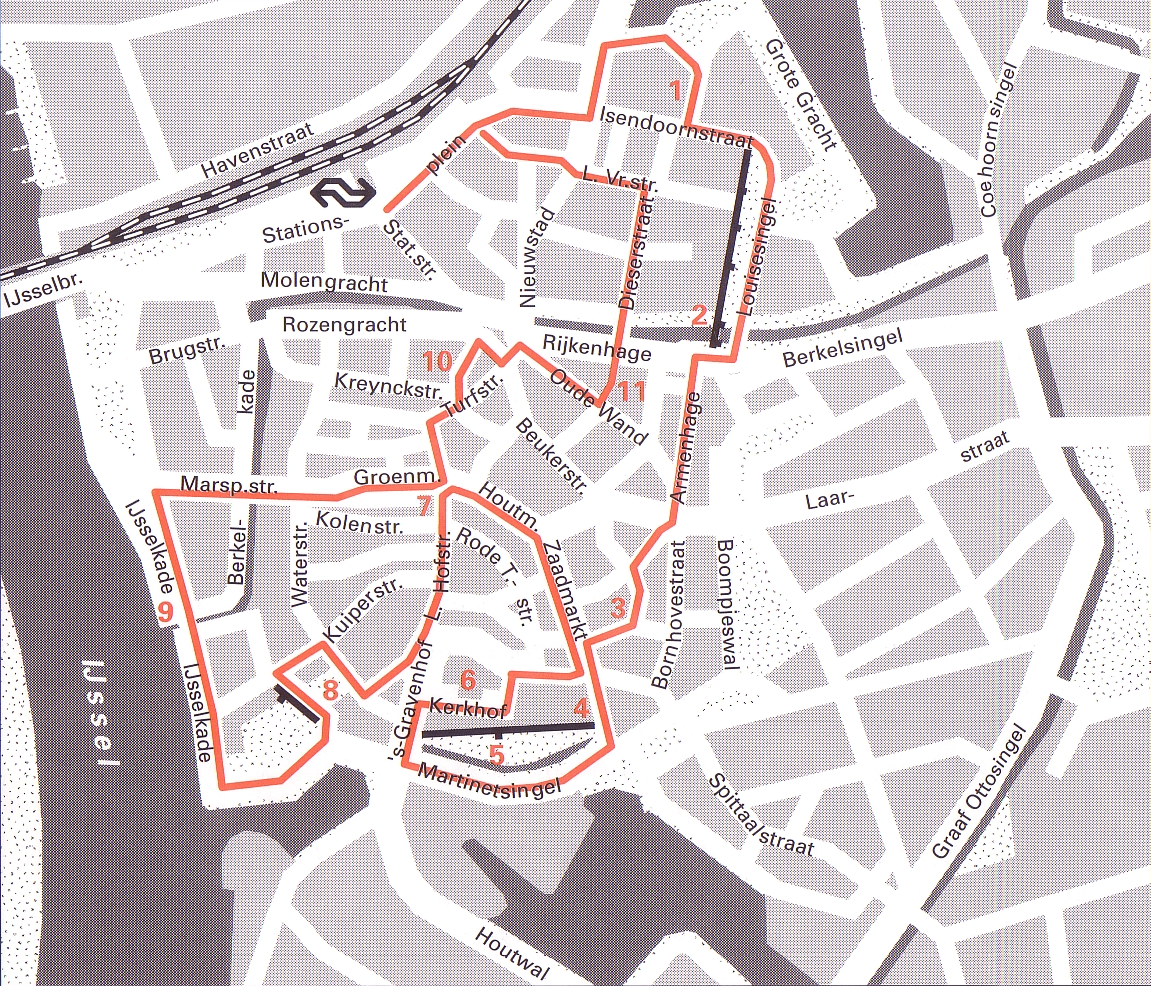 Grote Gracht
Coehoornsingel
1
Isendoornstraat
Havenstraat
plein
L. Vr.str.
Stations-
Stat.str.
Nieuwstad
Dieserstraat
Louisesingel
IJsselbr.
Molengracht
2
Rozengracht
Rijkenhage
Berkelsingel
Brugstr.
10
Kreynckstr.
Turfstr.
Oude Wand
11
kade
Armenhage
Beukerstr.
straat
Laar-
Marsp.str.
Groenm.
7
Houtm.
IJsselkade
Berkel-
Waterstr.
Kolenstr.
L. Hofstr.
Rode T.-
str.
Zaadmarkt
Kuiperstr.
3
Bornhovestraat
Boompjeswal
9
IJssel
IJsselkade
8
's-Gravenhof
6
Kerkhof
4
5
Martinetsingel
Spittaalstraat
Graaf Ottosingel
Houtwal